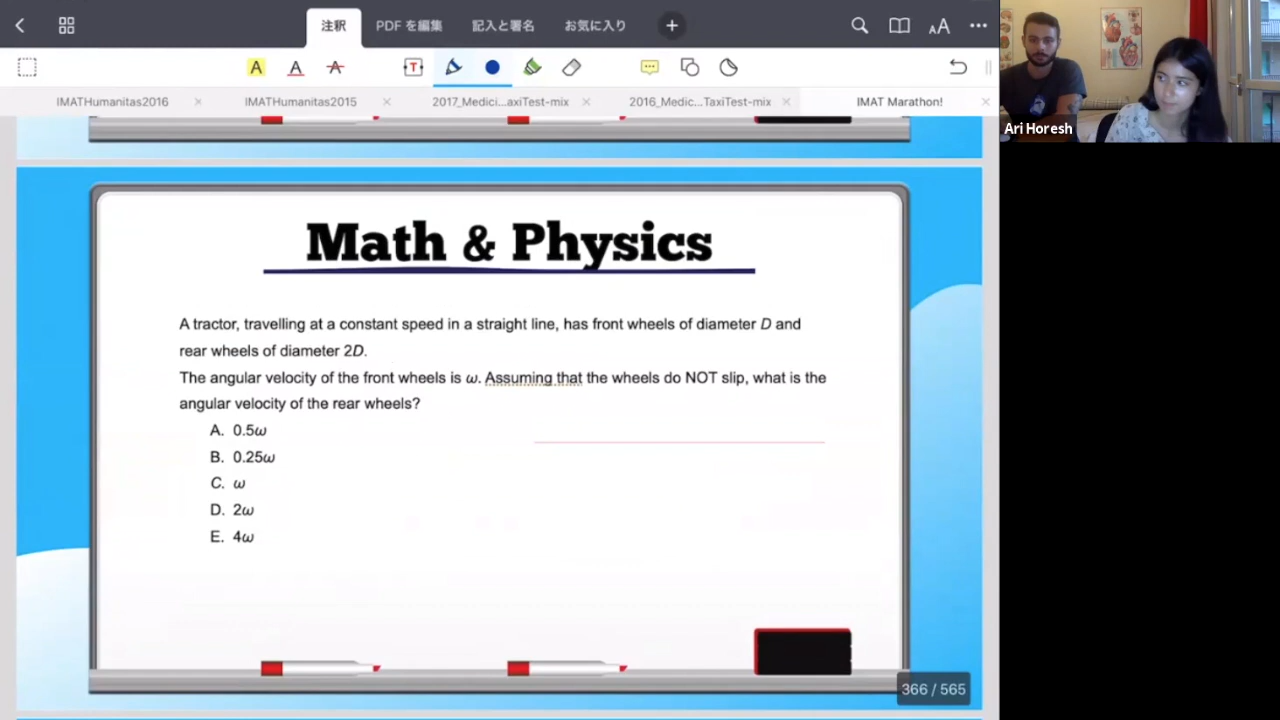 注釈 PDF を編集 記入と署名 お気に入り
IMATHumanitas2016 IMATHumanitas2015 2017_Medici...axiTest-mix 2016_Medic...TaxiTest-mix IMAT Marathon!
Ari Horesh
Math & Physics
A tractor, travelling at a constant speed in a straight line, has front wheels of diameter D and
rear wheels of diameter 2D.
The angular velocity of the front wheels is ω. Assuming that the wheels do NOT slip, what is the
angular velocity of the rear wheels?
A. 0.5ω
B. 0.25ω
C. ω
D. 2ω
E. 4ω
366 / 565